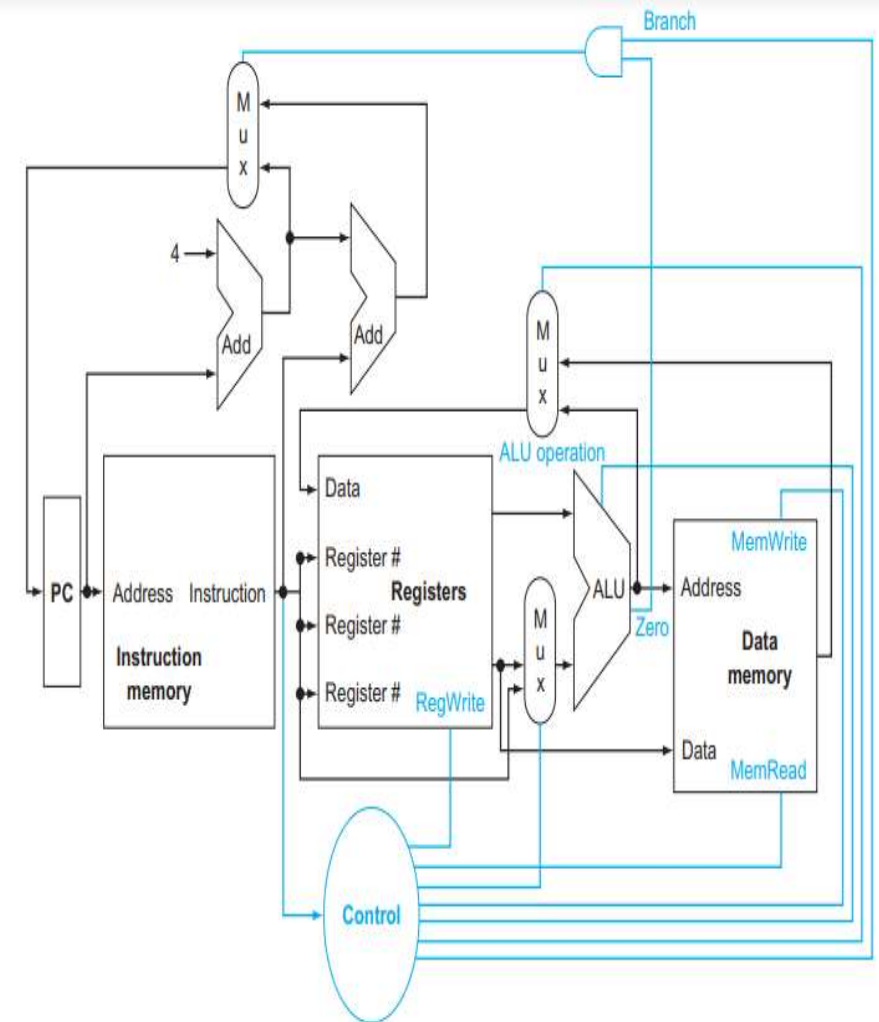 Branch
M
u
x
4
Add
Add
M
u
x
ALU operation
Data
Register #
Register #
Register #
Registers
RegWrite
PC
Address
Instruction
Instruction
memory
M
u
x
ALU
Zero
MemWrite
Address
Data
memory
Data
MemRead
Control